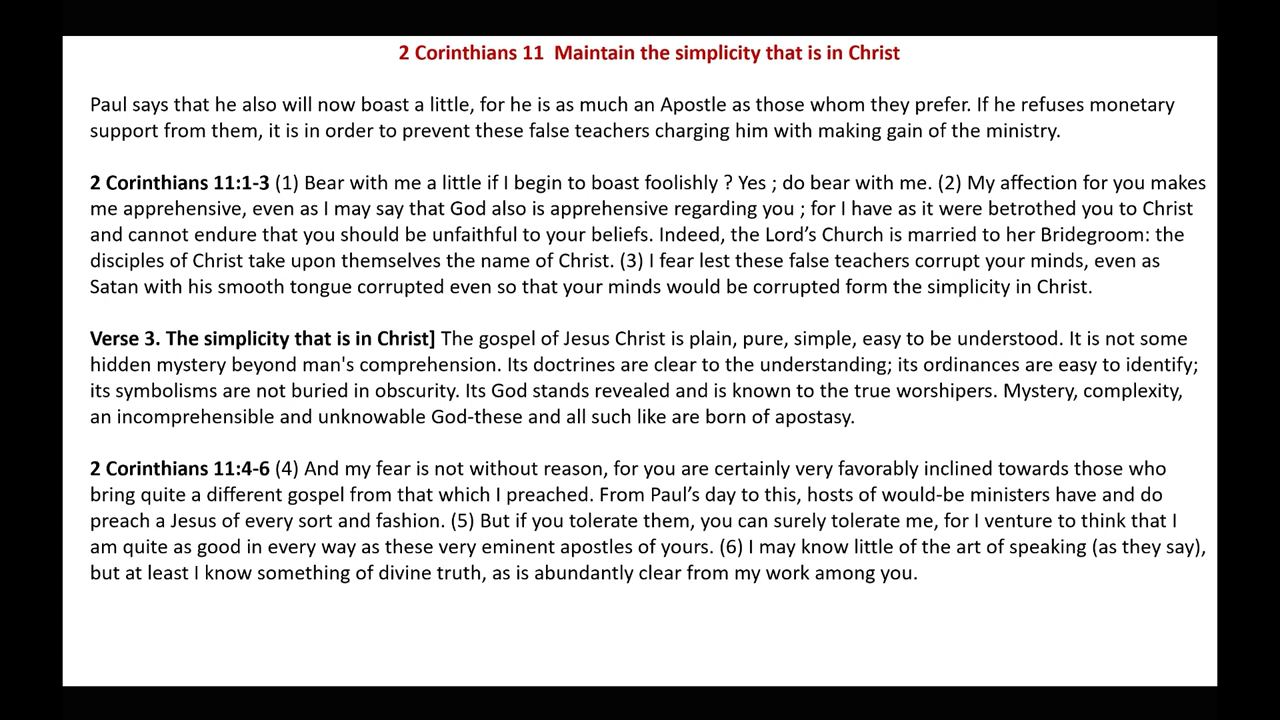 2 Corinthians 11  Maintain the simplicity that is in Christ
Paul says that he also will now boast a little, for he is as much an Apostle as those whom they prefer. If he refuses monetary
support from them, it is in order to prevent these false teachers charging him with making gain of the ministry.
2 Corinthians 11:1-3 (1) Bear with me a little if I begin to boast foolishly ? Yes ; do bear with me. (2) My affection for you makes
me apprehensive, even as I may say that God also is apprehensive regarding you ; for I have as it were betrothed you to Christ
and cannot endure that you should be unfaithful to your beliefs. Indeed, the Lord’s Church is married to her Bridegroom: the
disciples of Christ take upon themselves the name of Christ. (3) I fear lest these false teachers corrupt your minds, even as
Satan with his smooth tongue corrupted even so that your minds would be corrupted form the simplicity in Christ.
Verse 3. The simplicity that is in Christ] The gospel of Jesus Christ is plain, pure, simple, easy to be understood. It is not some
hidden mystery beyond man's comprehension. Its doctrines are clear to the understanding; its ordinances are easy to identify;
its symbolisms are not buried in obscurity. Its God stands revealed and is known to the true worshipers. Mystery, complexity,
an incomprehensible and unknowable God-these and all such like are born of apostasy.
2 Corinthians 11:4-6 (4) And my fear is not without reason, for you are certainly very favorably inclined towards those who
bring quite a different gospel from that which I preached. From Paul’s day to this, hosts of would-be ministers have and do
preach a Jesus of every sort and fashion. (5) But if you tolerate them, you can surely tolerate me, for I venture to think that I
am quite as good in every way as these very eminent apostles of yours. (6) I may know little of the art of speaking (as they say),
but at least I know something of divine truth, as is abundantly clear from my work among you.